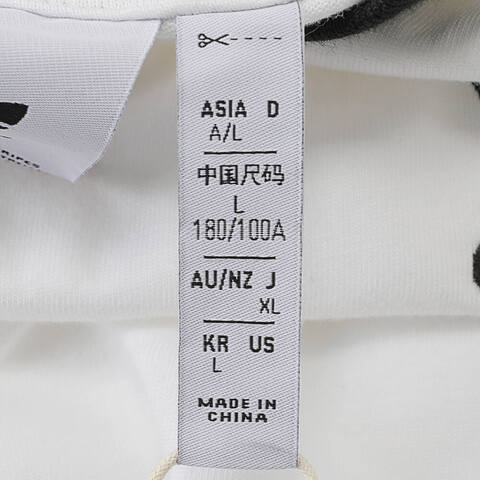 ASIA D
A/L
中国尺码
L
180/100A
AU/NZ J
XL
KR US
L
MADE IN
CHINA